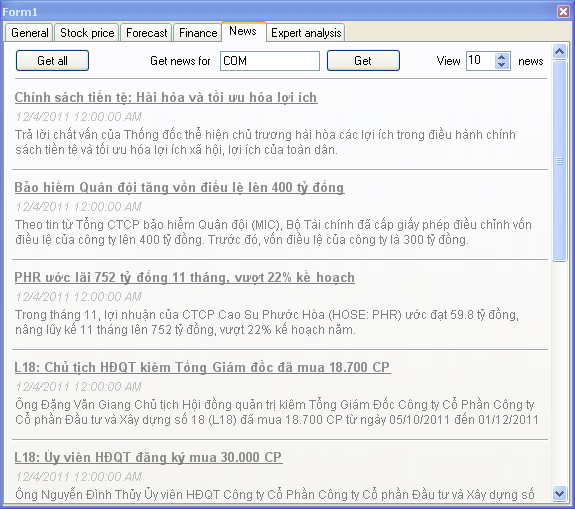 Form1
General Stock price Forecast Finance News Expert analysis
Get all Get news for COM Get View 10 news
Chính sách tiền tệ: Hài hòa và tối ưu hóa lợi ích
12/4/2011 12:00:00 AM
Trả lời chất vấn của Thống đốc thể hiện chủ trương hài hòa các lợi ích trong điều hành chính
sách tiền tệ và tối ưu hóa lợi ích xã hội, lợi ích của toàn dân.
Bảo hiểm Quân đội tăng vốn điều lệ lên 400 tỷ đồng
12/4/2011 12:00:00 AM
Theo tin từ Tổng CTCP bảo hiểm Quân đội (MIC), Bộ Tài chính đã cấp giấy phép điều chỉnh vốn
điều lệ của công ty lên 400 tỷ đồng. Trước đó, vốn điều lệ của công ty là 300 tỷ đồng.
PHR ước lãi 752 tỷ đồng 11 tháng, vượt 22% kế hoạch
12/4/2011 12:00:00 AM
Trong tháng 11, lợi nhuận của CTCP Cao Su Phước Hòa (HOSE: PHR) ước đạt 59.8 tỷ đồng,
nâng lũy kế 11 tháng lên 752 tỷ đồng, vượt 22% kế hoạch năm.
L18: Chủ tịch HĐQT kiêm Tổng Giám đốc đã mua 18.700 CP
12/4/2011 12:00:00 AM
Ông Đặng Văn Giang Chủ tịch Hội đồng quản trị kiêm Tổng Giám Đốc Công ty Cổ Phần Công ty
Cổ phần Đầu tư và Xây dựng số 18 (L18) đã mua 18.700 CP từ ngày 05/10/2011 đến 01/12/2011
L18: Ủy viên HĐQT đăng ký mua 30.000 CP
12/4/2011 12:00:00 AM
Ông Nguyễn Đình Thủy Ủy viên HĐQT Công ty Cổ Phần Công ty Cổ phần Đầu tư và Xây dựng số